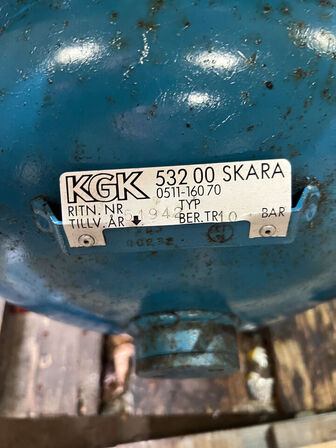 KGK 532 00 SKARA
0511-160 70
RITN. NR TYP
TILLV. ÅR BER.TR 10 BAR